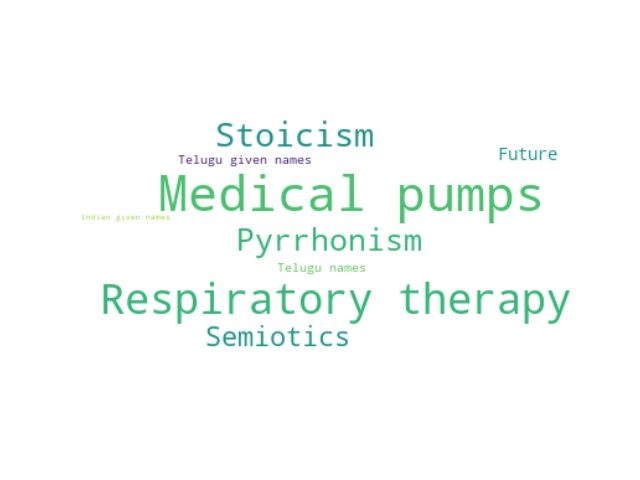 Stoicism
Future
Telugu given names
Medical pumps
Indian given names
Pyrrhonism
Telugu names
Respiratory therapy
Semiotics